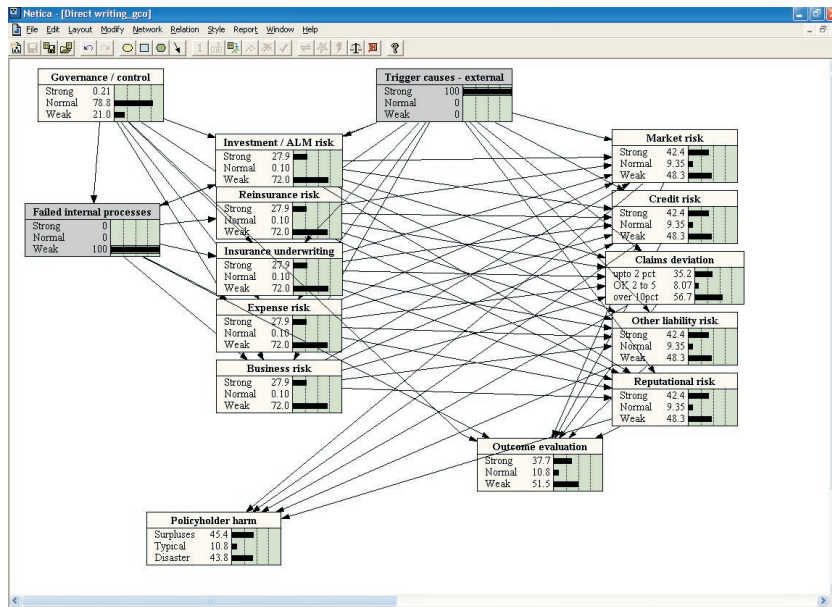 Netica - [Direct writing_gco]
File Edit Layout Modify Network Relation Style Report Window Help
Governance / control
Strong 0.21
Normal 78.8
Weak 21.0
Trigger causes - external
Strong 100
Normal 0
Weak 0
Investment / ALM risk
Strong 27.9
Normal 0.10
Weak 72.0
Market risk
Strong 42.4
Normal 9.35
Weak 48.3
Reinsurance risk
Strong 27.9
Normal 0.10
Weak 72.0
Credit risk
Strong 42.4
Normal 9.35
Weak 48.3
Failed internal processes
Strong 0
Normal 0
Weak 100
Insurance underwriting
Strong 27.9
Normal 0.10
Weak 72.0
Claims deviation
upto 2 pct 35.2
OK 2 to 5 8.07
over 10pct 56.7
Expense risk
Strong 27.9
Normal 0.10
Weak 72.0
Other liability risk
Strong 42.4
Normal 9.35
Weak 48.3
Business risk
Strong 27.9
Normal 0.10
Weak 72.0
Reputational risk
Strong 42.4
Normal 9.35
Weak 48.3
Outcome evaluation
Strong 37.7
Normal 10.8
Weak 51.5
Policyholder harm
Surpluses 45.4
Typical 10.8
Disaster 43.8